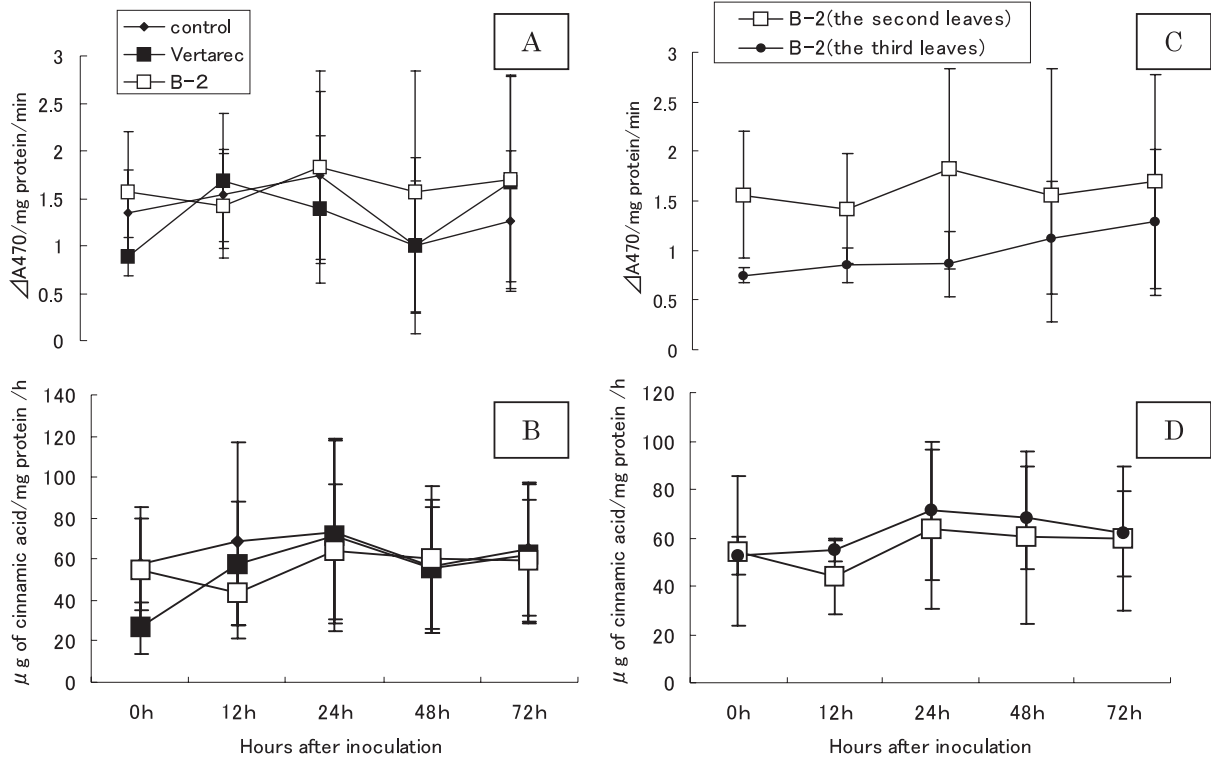 control
Vertarec
B-2
A
3
2.5
2
1.5
1
0.5
0
⊿A470/mg protein/min
B-2(the second leaves)
B-2(the third leaves)
C
3
2.5
2
1.5
1
0.5
0
⊿A470/mg protein/min
B
140
120
100
80
60
40
20
0
μg of cinnamic acid/mg protein /h
0h 12h 24h 48h 72h
Hours after inoculation
D
120
100
80
60
40
20
0
μg of cinnamic acid/mg protein/h
0h 12h 24h 48h 72h
Hours after inoculation